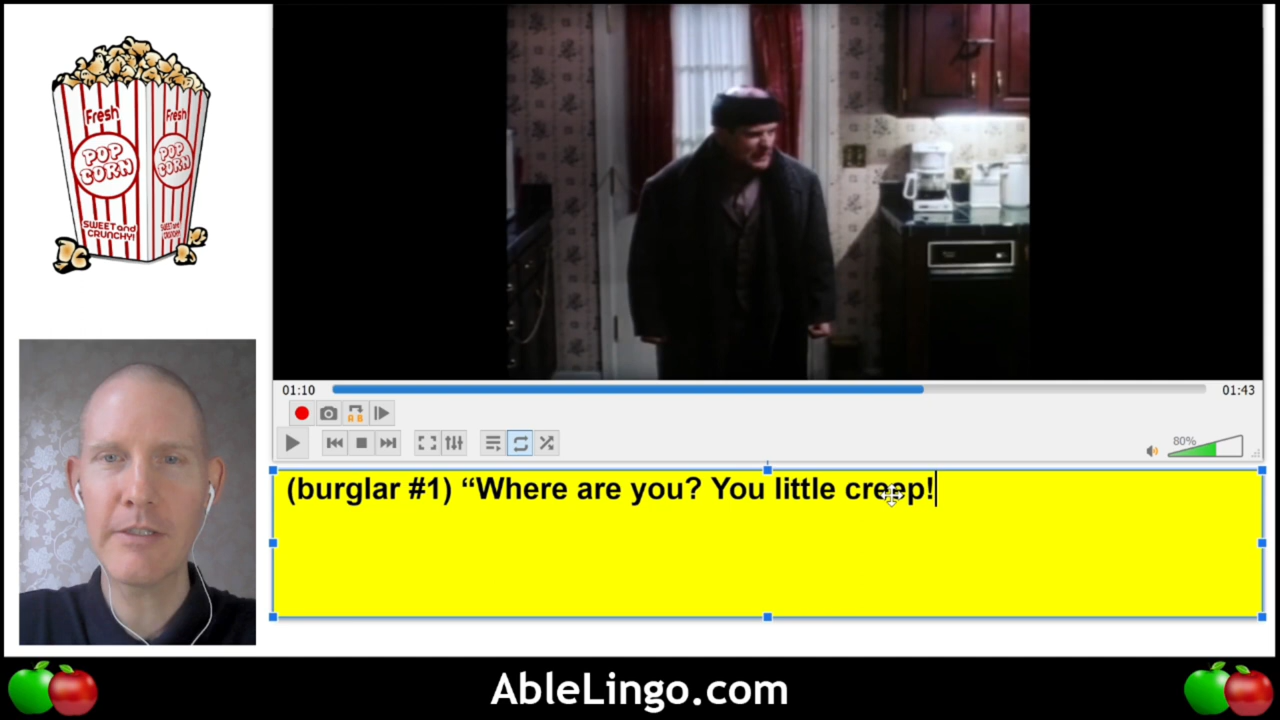 Fresh
Fresh
POP
CORN
POP
CORN
SWEET and
CRUNCHY!
01:10
01:43
80%
(burglar #1) “Where are you? You little creep!
AbleLingo.com